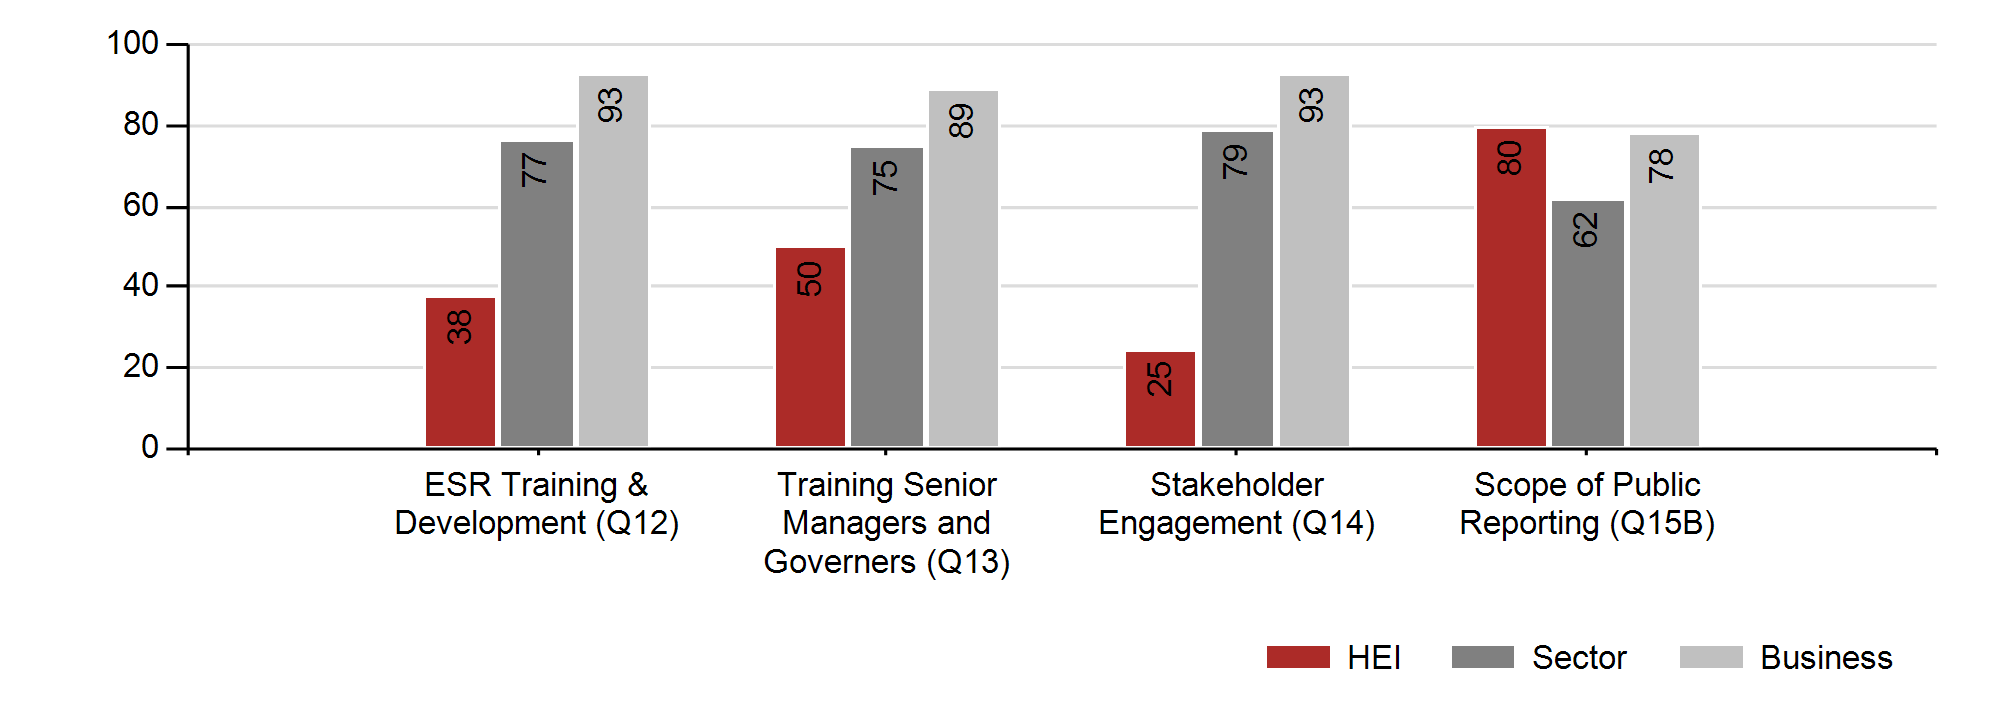 100
80
60
40
20
0
38
77
93
50
75
89
25
79
93
80
62
78
ESR Training &
Development (Q12)
Training Senior
Managers and
Governers (Q13)
Stakeholder
Engagement (Q14)
Scope of Public
Reporting (Q15B)
HEI
Sector
Business